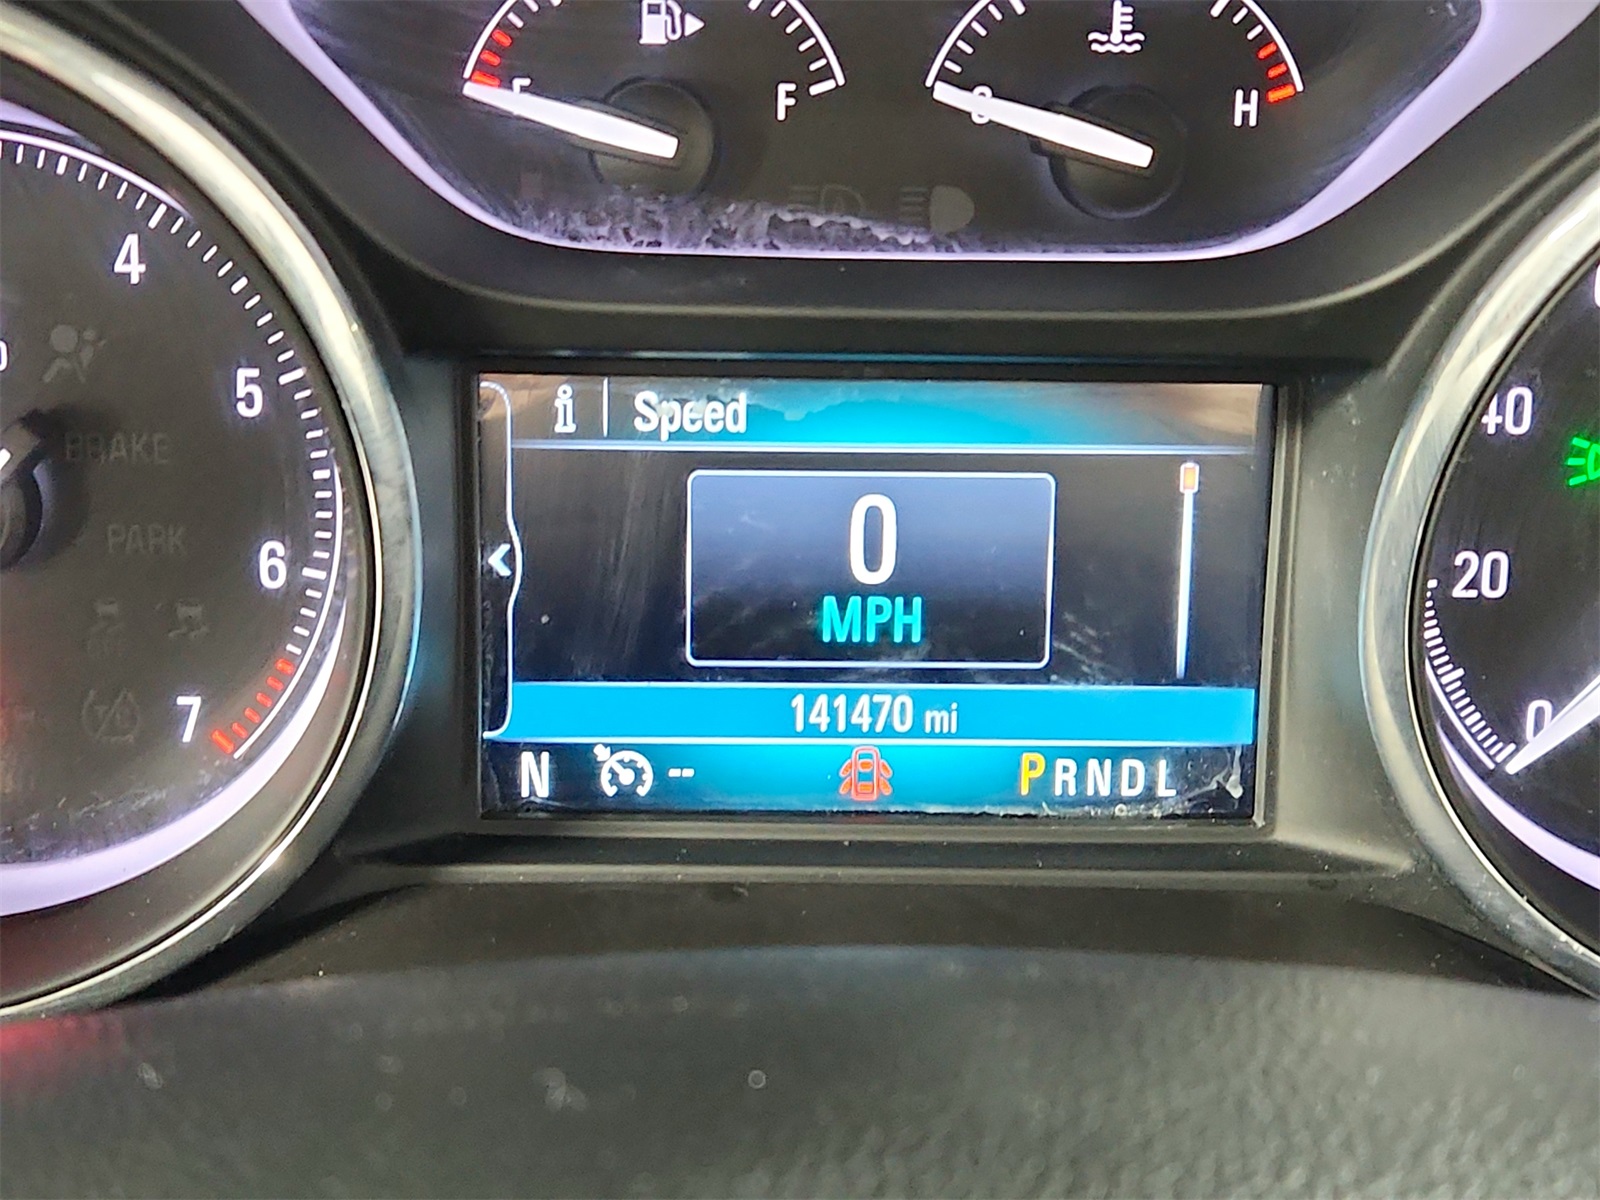 E F
C H
4
5
6
7
BRAKE
PARK
i Speed
0
MPH
141470 mi
N -- PRNDL
40
20
0